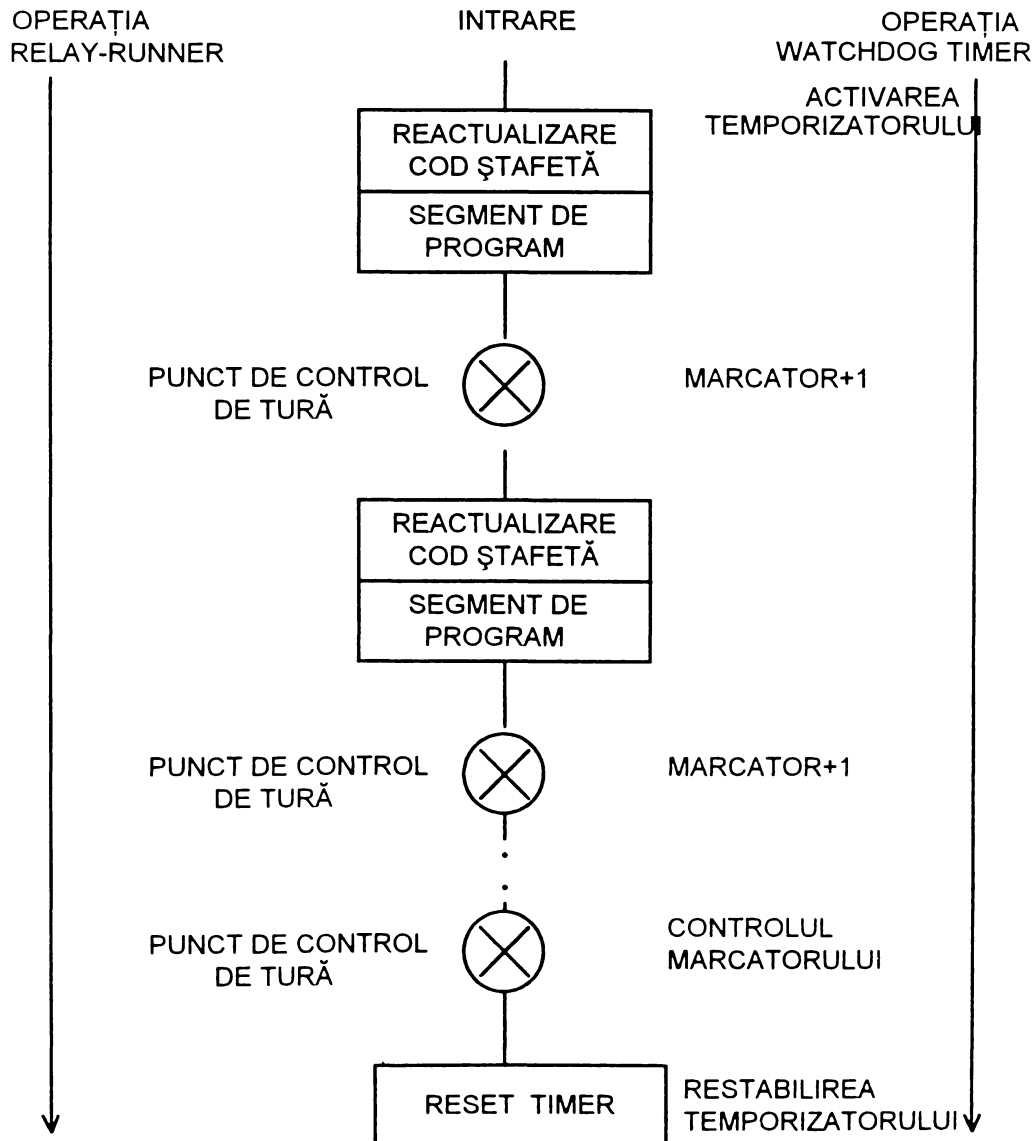 OPERAȚIA
RELAY-RUNNER
INTRARE
OPERAȚIA
WATCHDOG TIMER
ACTIVAREA
TEMPORIZATORULUI
REACTUALIZARE
COD ŞTAFETĂ
SEGMENT DE
PROGRAM
PUNCT DE CONTROL
DE TURĂ
MARCATOR+1
REACTUALIZARE
COD ŞTAFETĂ
SEGMENT DE
PROGRAM
PUNCT DE CONTROL
DE TURĂ
MARCATOR+1
PUNCT DE CONTROL
DE TURĂ
CONTROLUL
MARCATORULUI
RESET TIMER
RESTABILIREA
TEMPORIZATORULUI